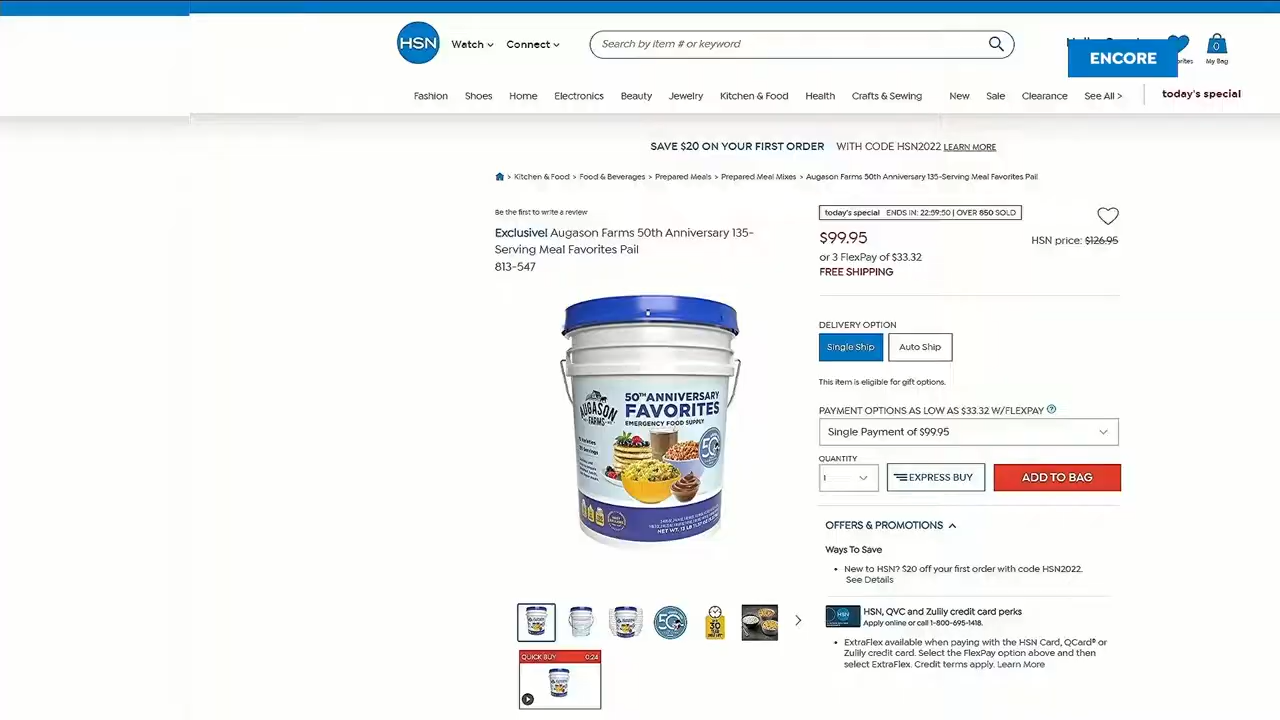 HSN
Watch
Connect
Search by item # or keyword
ENCORE
0
My Bag
Fashion
Shoes
Home
Electronics
Beauty
Jewelry
Kitchen & Food
Health
Crafts & Sewing
New
Sale
Clearance
See All >
today's special
SAVE $20 ON YOUR FIRST ORDER WITH CODE HSN2022 LEARN MORE
> Kitchen & Food > Food & Beverages > Prepared Meals > Prepared Meal Mixes > Augason Farms 50th Anniversary 135-Serving Meal Favorites Pail
Be the first to write a review
Exclusive! Augason Farms 50th Anniversary 135-
Serving Meal Favorites Pail
813-547
today's special ENDS IN: 22:59:50 | OVER 850 SOLD
$99.95
HSN price: $126.95
or 3 FlexPay of $33.32
FREE SHIPPING
AUGASON
FARMS
50TH ANNIVERSARY
FAVORITES
EMERGENCY FOOD SUPPLY
50
DELIVERY OPTION
Single Ship
Auto Ship
This item is eligible for gift options.
PAYMENT OPTIONS AS LOW AS $33.32 W/FLEXPAY
Single Payment of $99.95
QUANTITY
1
EXPRESS BUY
ADD TO BAG
OFFERS & PROMOTIONS
Ways To Save
• New to HSN? $20 off your first order with code HSN2022.
See Details
HSN, QVC and Zulily credit card perks
Apply online or call 1-800-695-1418.
• ExtraFlex available when paying with the HSN Card, QCard® or
Zulily credit card. Select the FlexPay option above and then
select ExtraFlex. Credit terms apply. Learn More
50
30
QUICK BUY 0:24